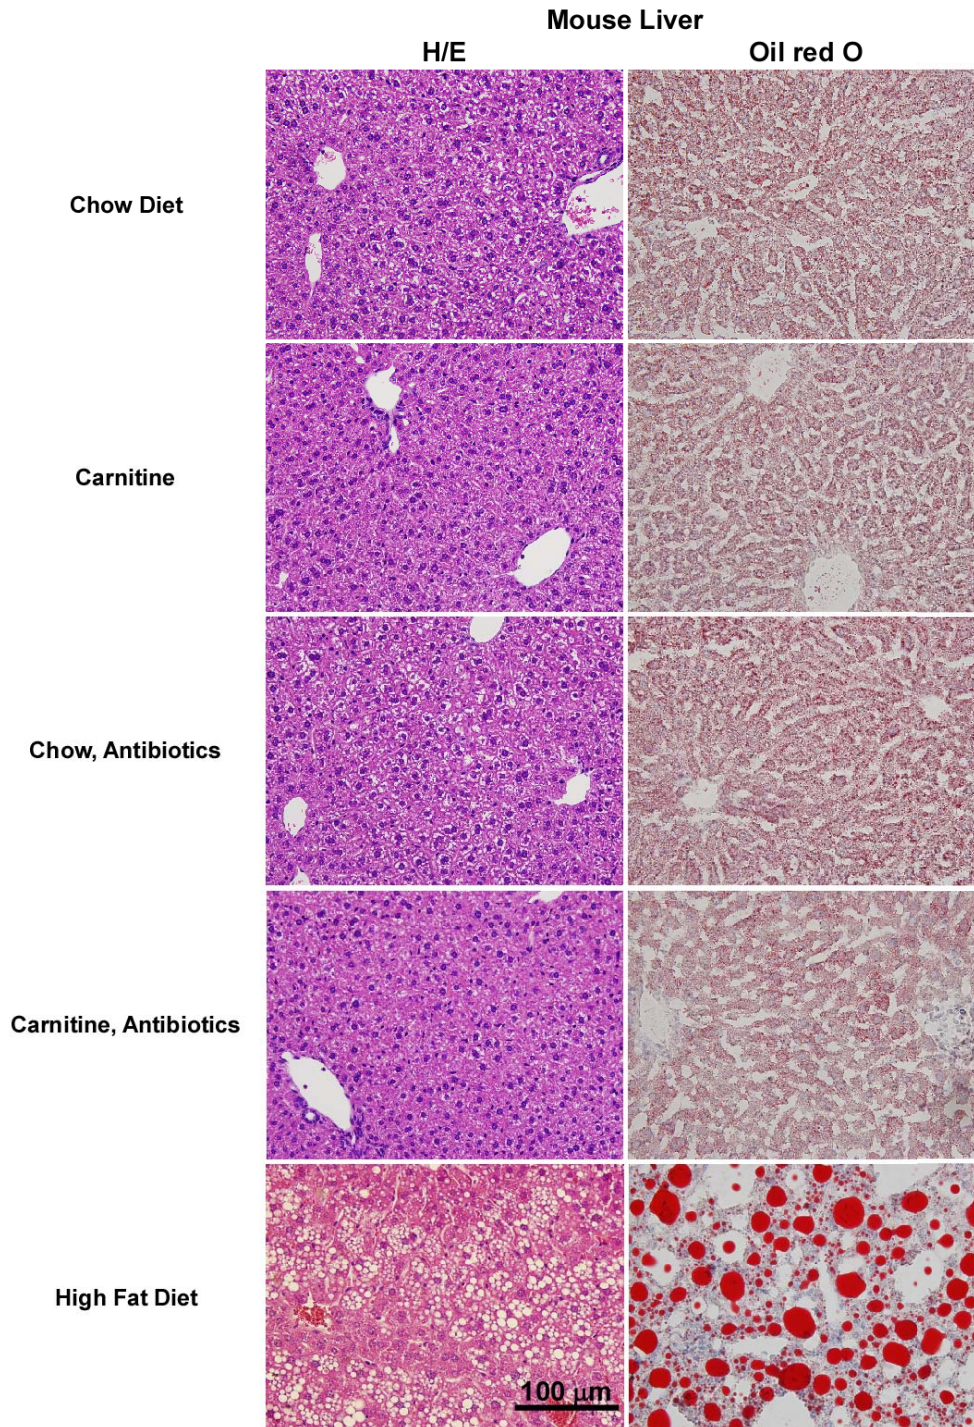 Mouse Liver
H/E Oil red O
Chow Diet
Carnitine
Chow, Antibiotics
Carnitine, Antibiotics
High Fat Diet
100 µm